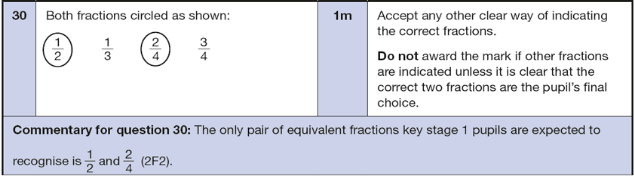 30 Both fractions circled as shown: 1m Accept any other clear way of indicating
the correct fractions.
1/2 1/3 2/4 3/4
Do not award the mark if other fractions
are indicated unless it is clear that the
correct two fractions are the pupil's final
choice.
Commentary for question 30: The only pair of equivalent fractions key stage 1 pupils are expected to
recognise is 1/2 and 2/4 (2F2).